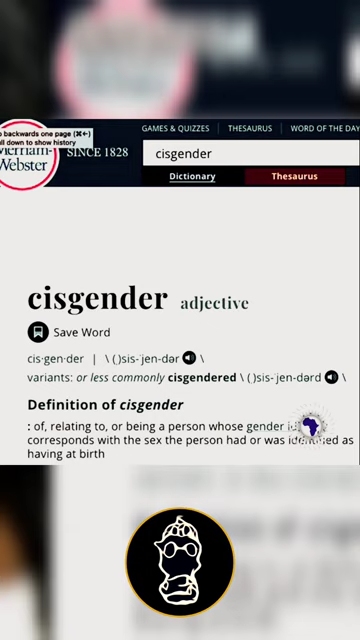 o backwards one page (⌘←)
ll down to show history
Merriam-
Webster
SINCE 1828
GAMES & QUIZZES | THESAURUS | WORD OF THE DAY
cisgender
Dictionary Thesaurus
cisgender adjective
Save Word
cis·gen·der | \ ( )sis-ˈjen-dər \
variants: or less commonly cisgendered \ ( )sis-ˈjen-dərd \
Definition of cisgender
: of, relating to, or being a person whose gender
corresponds with the sex the person had or was identified as
having at birth